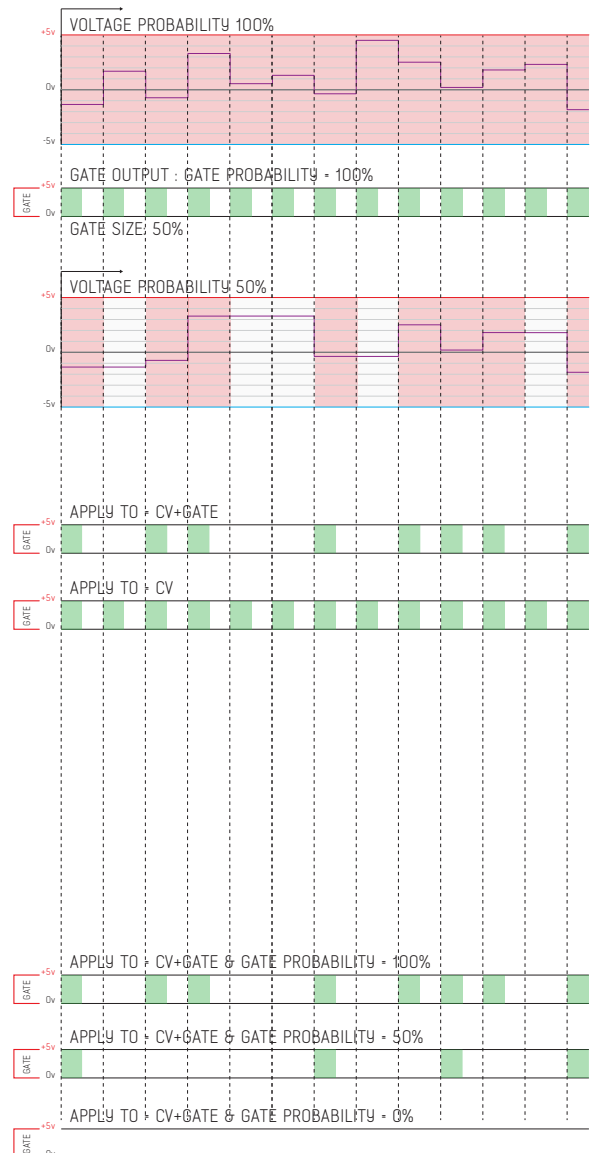 VOLTAGE PROBABILITY 100%
+5v
0v
-5v
GATE OUTPUT : GATE PROBABILITY = 100%
+5v
GATE
0v
GATE SIZE: 50%
VOLTAGE PROBABILITY 50%
+5v
0v
-5v
APPLY TO = CV+GATE
+5v
GATE
0v
APPLY TO = CV
+5v
GATE
0v
APPLY TO = CV+GATE & GATE PROBABILITY = 100%
+5v
GATE
0v
APPLY TO = CV+GATE & GATE PROBABILITY = 50%
+5v
GATE
0v
APPLY TO = CV+GATE & GATE PROBABILITY = 0%
+5v
GATE
0v